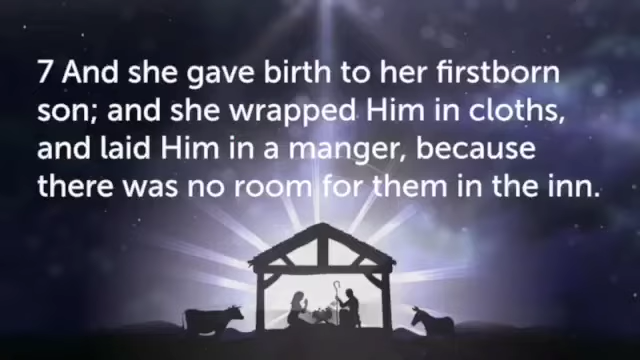 7 And she gave birth to her firstborn
son; and she wrapped Him in cloths,
and laid Him in a manger, because
there was no room for them in the inn.